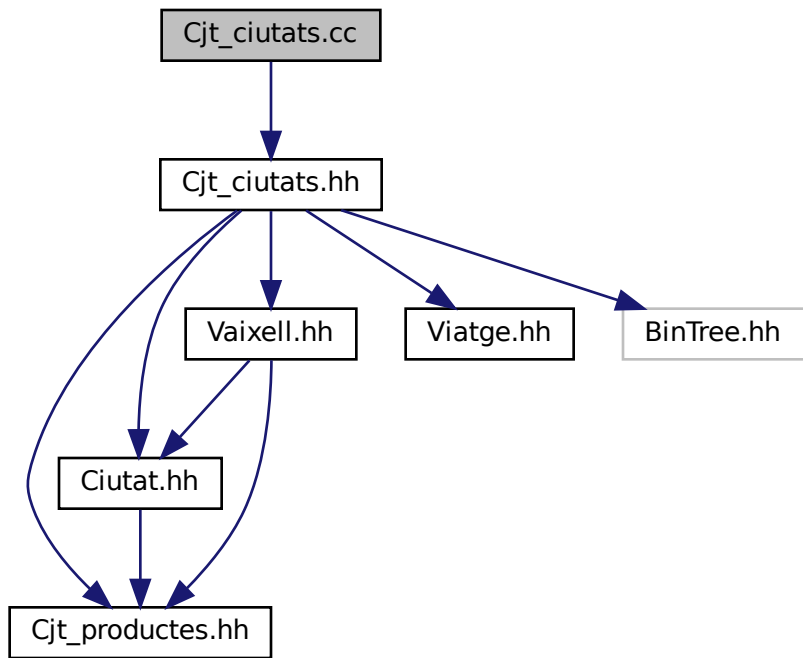 Cjt_ciutats.cc
Cjt_ciutats.hh
Vaixell.hh
Viatge.hh
BinTree.hh
Ciutat.hh
Cjt_productes.hh